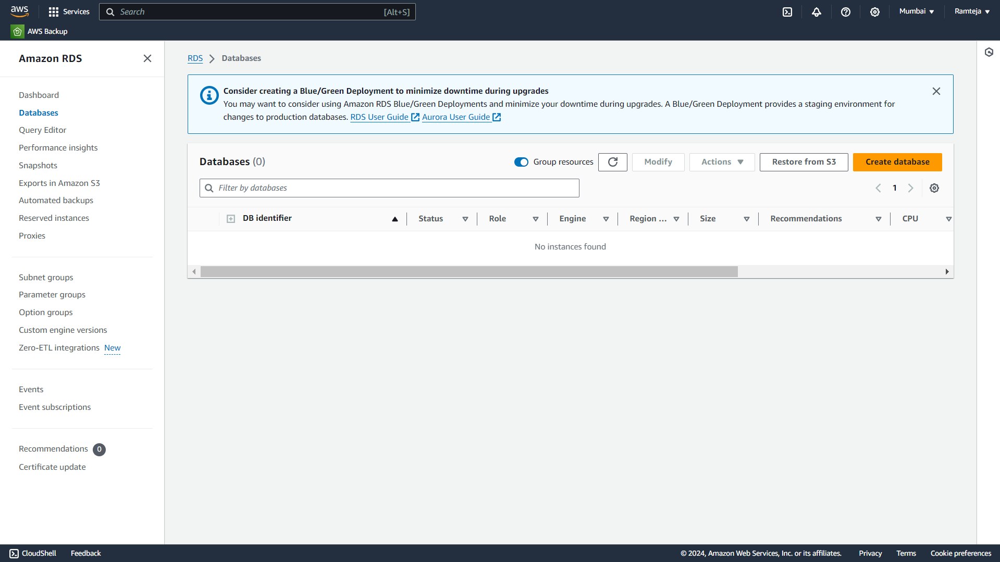 aws
Services
Search
[Alt+S]
Mumbai
Ramteja
AWS Backup
Amazon RDS
Dashboard
Databases
Query Editor
Performance insights
Snapshots
Exports in Amazon S3
Automated backups
Reserved instances
Proxies
Subnet groups
Parameter groups
Option groups
Custom engine versions
Zero-ETL integrations New
Events
Event subscriptions
Recommendations 0
Certificate update
RDS > Databases
Consider creating a Blue/Green Deployment to minimize downtime during upgrades
You may want to consider using Amazon RDS Blue/Green Deployments and minimize your downtime during upgrades. A Blue/Green Deployment provides a staging environment for
changes to production databases. RDS User Guide Aurora User Guide
Databases (0)
Group resources
Modify
Actions
Restore from S3
Create database
Filter by databases
1
DB identifier Status Role Engine Region ... Size Recommendations CPU
No instances found
CloudShell Feedback
© 2024, Amazon Web Services, Inc. or its affiliates. Privacy Terms Cookie preferences